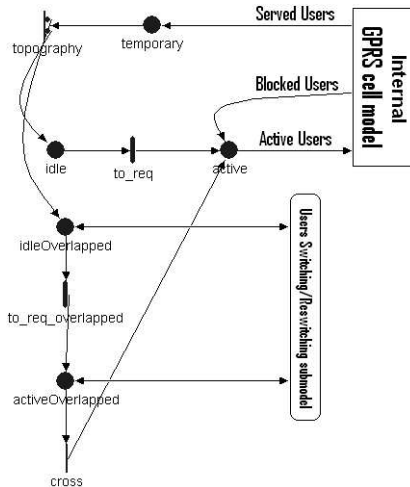 Served Users
topography
temporary
Internal
GPRS cell model
Blocked Users
Active Users
idle
to_req
active
idleOverlapped
Users Switching/Reswitching submodel
to_req_overlapped
activeOverlapped
cross